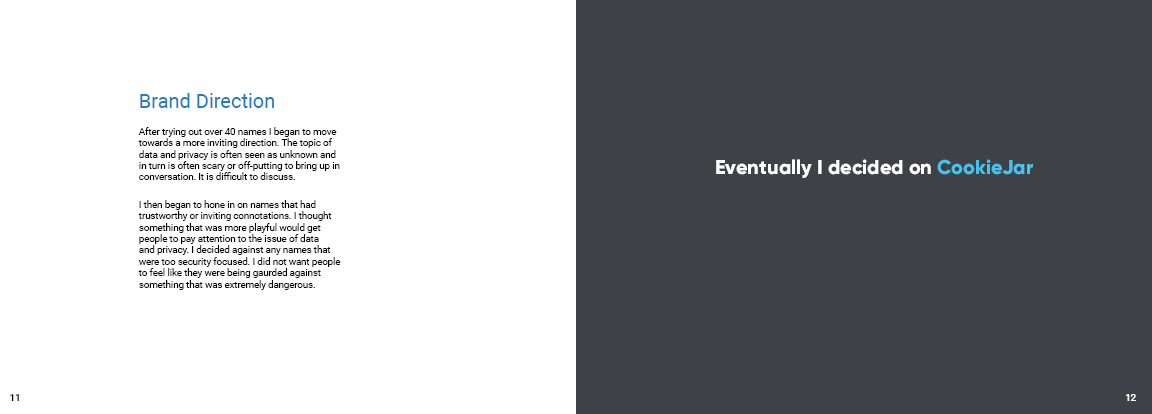 Brand Direction
After trying out over 40 names I began to move
towards a more inviting direction. The topic of
data and privacy is often seen as unknown and
in turn is often scary or off-putting to bring up in
conversation. It is difficult to discuss.
I then began to hone in on names that had
trustworthy or inviting connotations. I thought
something that was more playful would get
people to pay attention to the issue of data
and privacy. I decided against any names that
were too security focused. I did not want people
to feel like they were being gaurded against
something that was extremely dangerous.
11
Eventually I decided on CookieJar
12